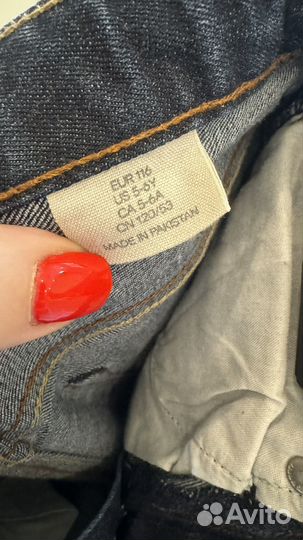 EUR 116
US 5-6Y
CA 5-6A
CN 120/53
MADE IN PAKISTAN
Avito